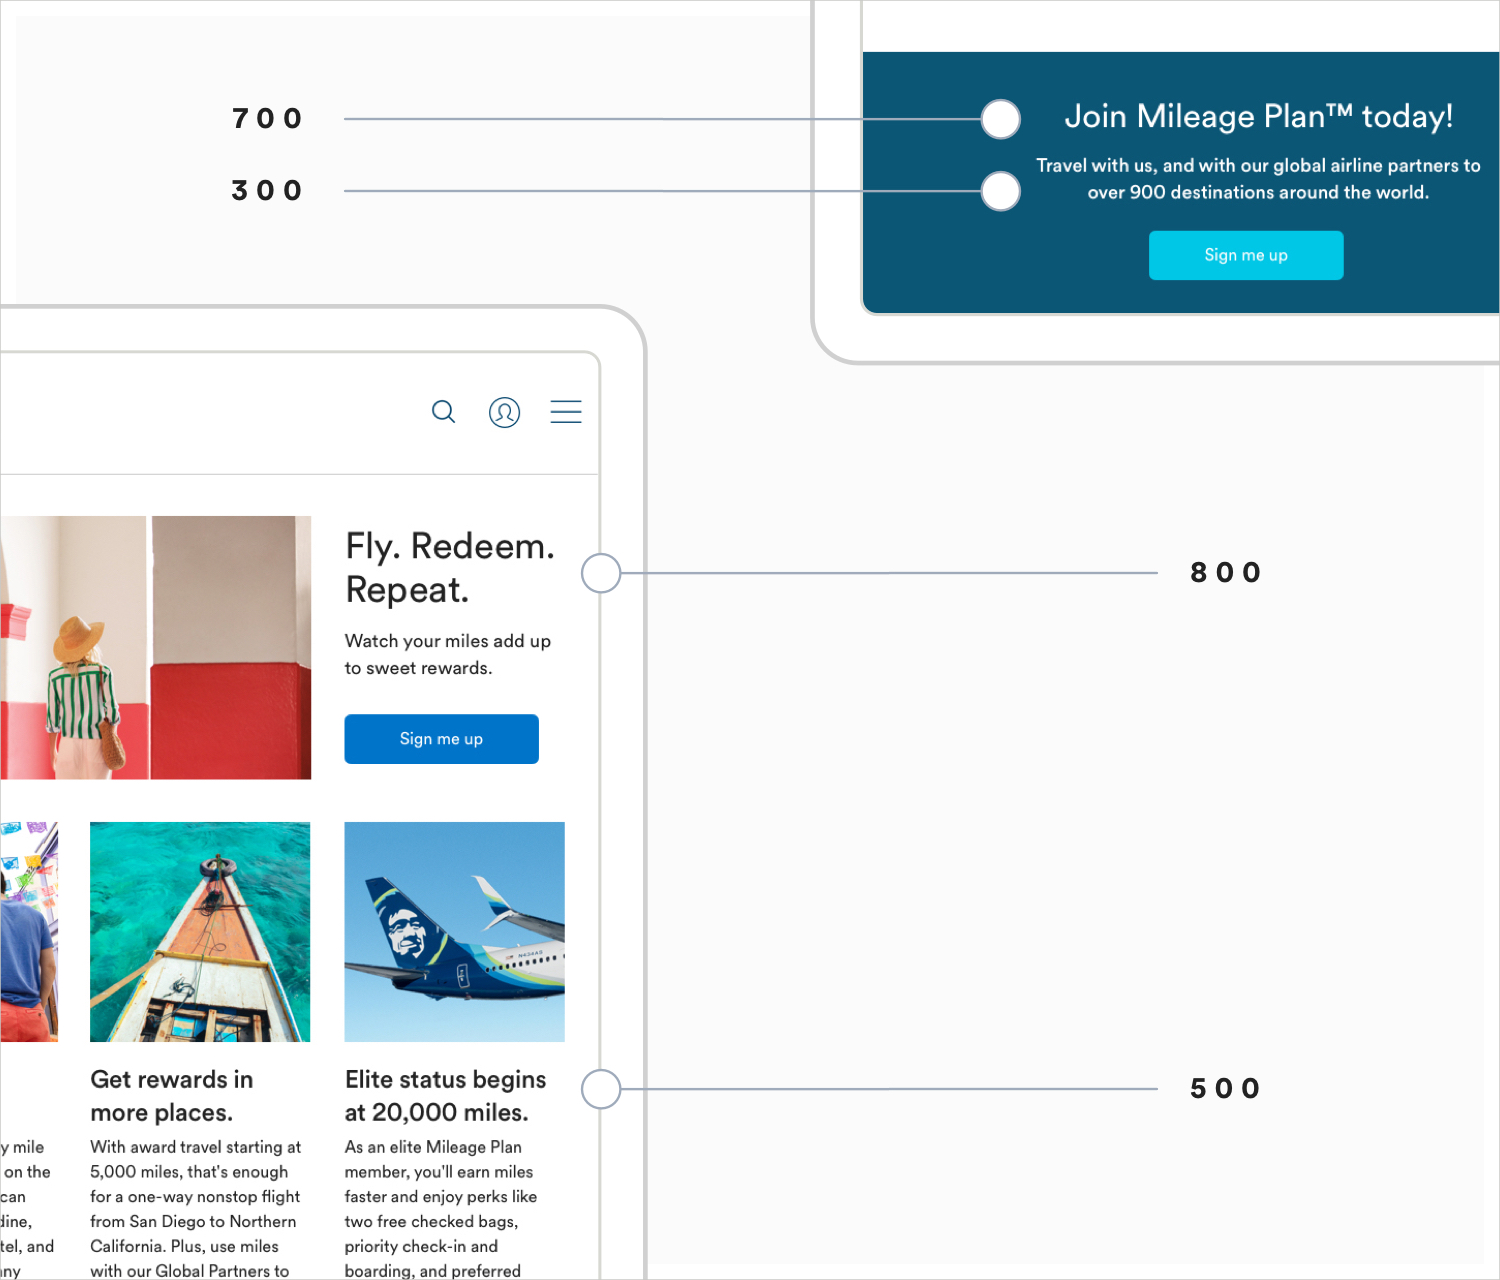 700
300
Join Mileage Plan™ today!
Travel with us, and with our global airline partners to
over 900 destinations around the world.
Sign me up
Fly. Redeem.
Repeat.
Watch your miles add up
to sweet rewards.
Sign me up
800
N434AS
Get rewards in
more places.
Elite status begins
at 20,000 miles.
500
y mile
on the
can
dine,
tel, and
ny
With award travel starting at
5,000 miles, that's enough
for a one-way nonstop flight
from San Diego to Northern
California. Plus, use miles
with our Global Partners to
As an elite Mileage Plan
member, you'll earn miles
faster and enjoy perks like
two free checked bags,
priority check-in and
boarding, and preferred